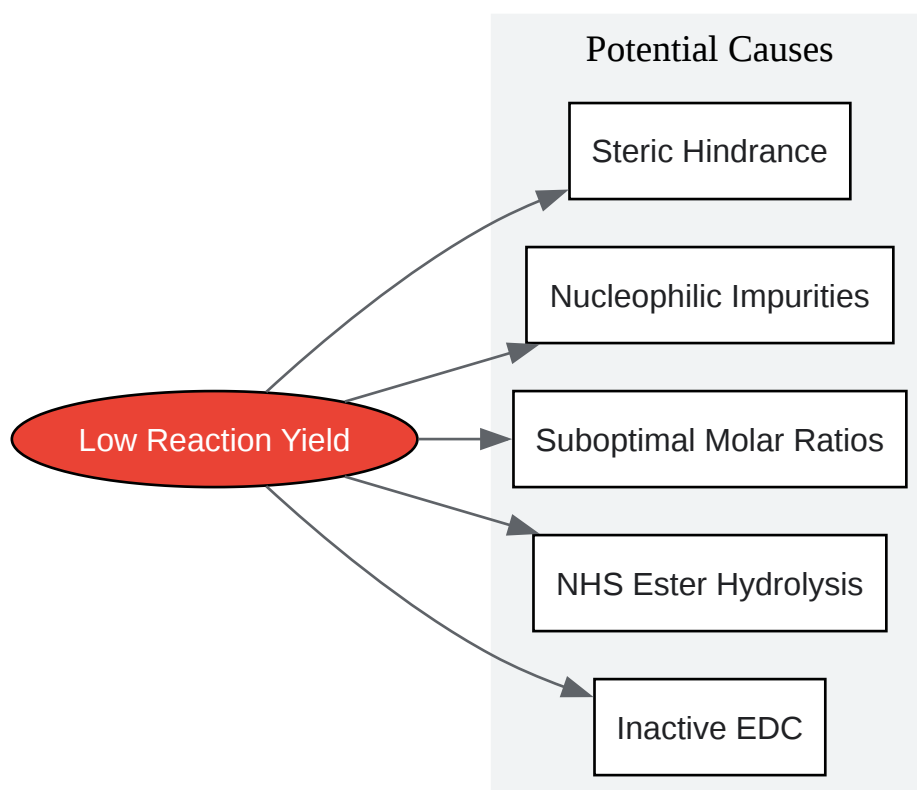 Potential Causes
Steric Hindrance
Nucleophilic Impurities
Low Reaction Yield
Suboptimal Molar Ratios
NHS Ester Hydrolysis
Inactive EDC